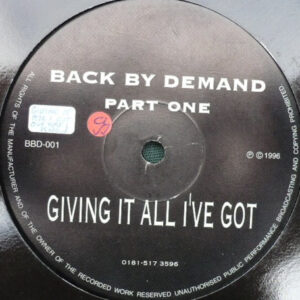 BACK BY DEMAND
PART ONE
BBD-001
℗ © 1996
GIVING IT ALL I'VE GOT
0181-517 3596
ALL RIGHTS OF THE MANUFACTURER AND OF THE OWNER OF THE RECORDED WORK RESERVED UNAUTHORISED PUBLIC PERFORMANCE BROADCASTING AND COPYING PROHIBITED.